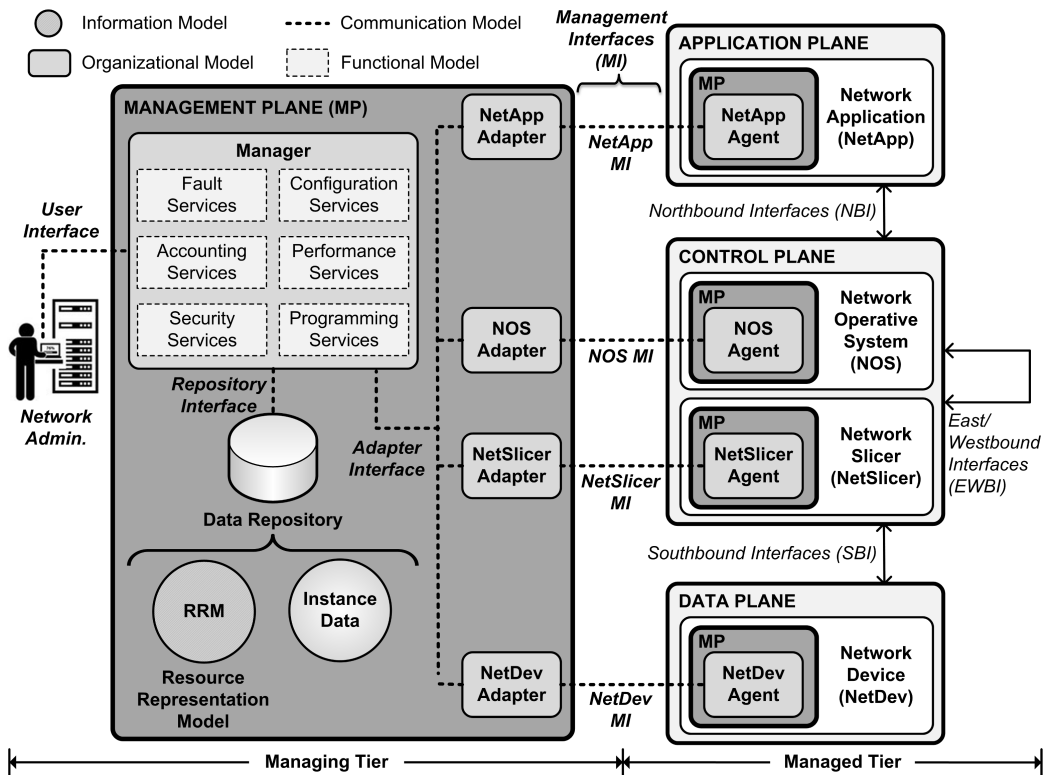 Information Model
Communication Model
Organizational Model
Functional Model
Management
Interfaces
(MI)
MANAGEMENT PLANE (MP)
Manager
Fault
Services
Configuration
Services
Accounting
Services
Performance
Services
Security
Services
Programming
Services
User
Interface
Network
Admin.
Repository
Interface
Adapter
Interface
Data Repository
RRM
Instance
Data
Resource
Representation
Model
NetApp
Adapter
NOS
Adapter
NetSlicer
Adapter
NetDev
Adapter
NetApp
MI
NOS MI
NetSlicer
MI
NetDev
MI
APPLICATION PLANE
MP
NetApp
Agent
Network
Application
(NetApp)
Northbound Interfaces (NBI)
CONTROL PLANE
MP
NOS
Agent
Network
Operative
System
(NOS)
MP
NetSlicer
Agent
Network
Slicer
(NetSlicer)
East/
Westbound
Interfaces
(EWBI)
Southbound Interfaces (SBI)
DATA PLANE
MP
NetDev
Agent
Network
Device
(NetDev)
Managing Tier
Managed Tier